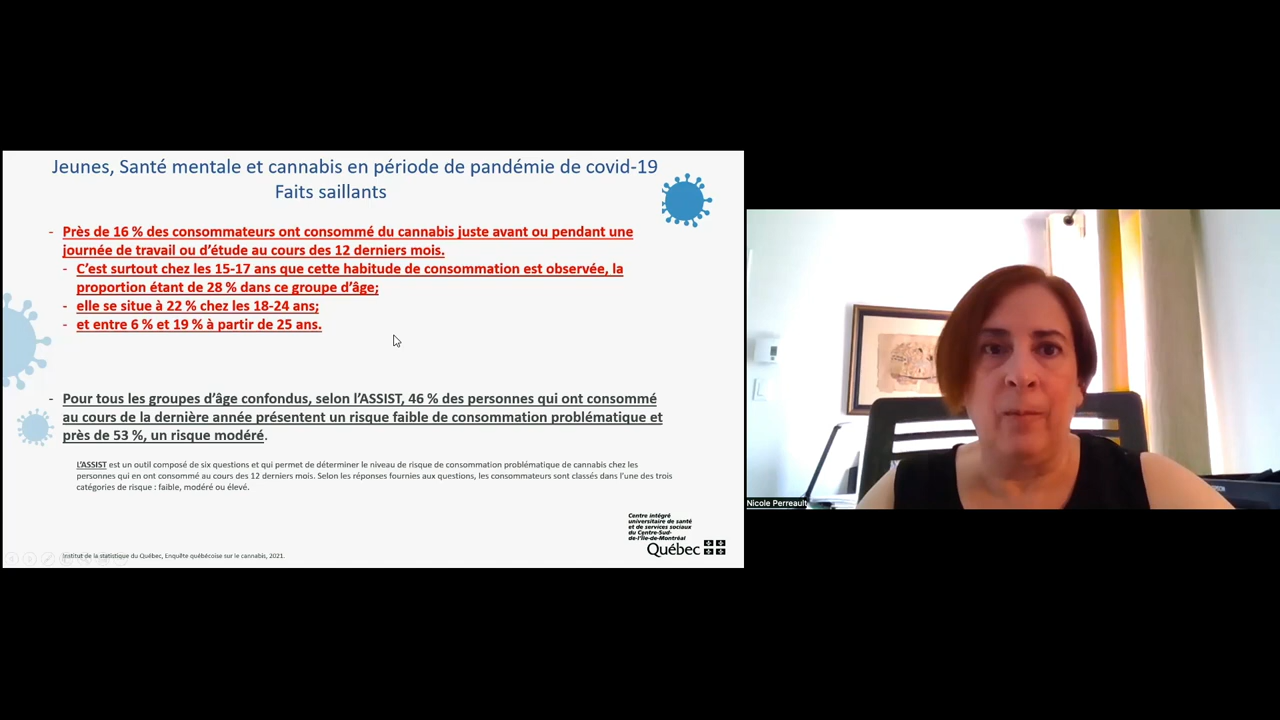 Jeunes, Santé mentale et cannabis en période de pandémie de covid-19
Faits saillants
- Près de 16 % des consommateurs ont consommé du cannabis juste avant ou pendant une
journée de travail ou d'étude au cours des 12 derniers mois.
- C'est surtout chez les 15-17 ans que cette habitude de consommation est observée, la
proportion étant de 28 % dans ce groupe d'âge;
- elle se situe à 22 % chez les 18-24 ans;
- et entre 6 % et 19 % à partir de 25 ans.
- Pour tous les groupes d'âge confondus, selon l'ASSIST, 46 % des personnes qui ont consommé
au cours de la dernière année présentent un risque faible de consommation problématique et
près de 53 %, un risque modéré.
L'ASSIST est un outil composé de six questions et qui permet de déterminer le niveau de risque de consommation problématique de cannabis chez les
personnes qui en ont consommé au cours des 12 derniers mois. Selon les réponses fournies aux questions, les consommateurs sont classés dans l'une des trois
catégories de risque : faible, modéré ou élevé.
Centre intégré
universitaire de santé
et de services sociaux
du Centre-Sud-
de-l'Île-de-Montréal
Québec
Institut de la statistique du Québec, Enquête québécoise sur le cannabis, 2021.
Nicole Perreault